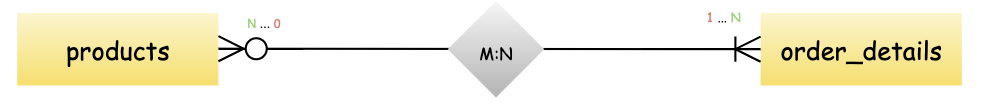 N ... 0
1 ... N
products
M:N
order_details